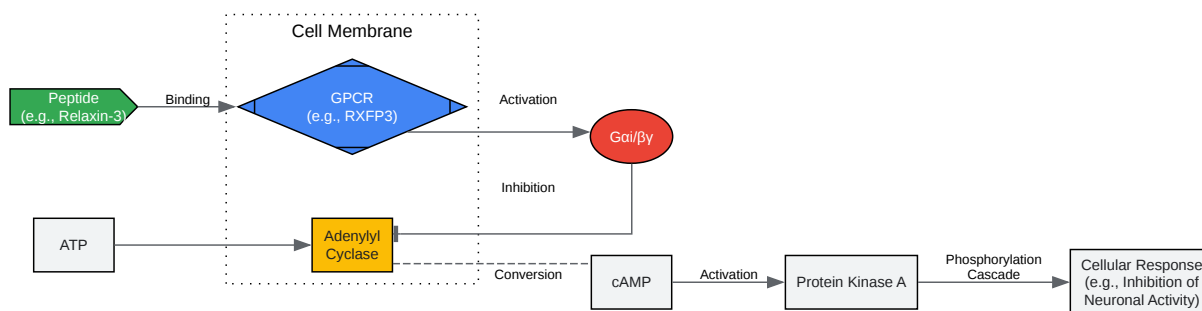 Cell Membrane
Peptide
(e.g., Relaxin-3)
Binding
GPCR
(e.g., RXFP3)
Activation
Gαi/βγ
Inhibition
ATP
Adenylyl
Cyclase
Conversion
cAMP
Activation
Protein Kinase A
Phosphorylation
Cascade
Cellular Response
(e.g., Inhibition of
Neuronal Activity)